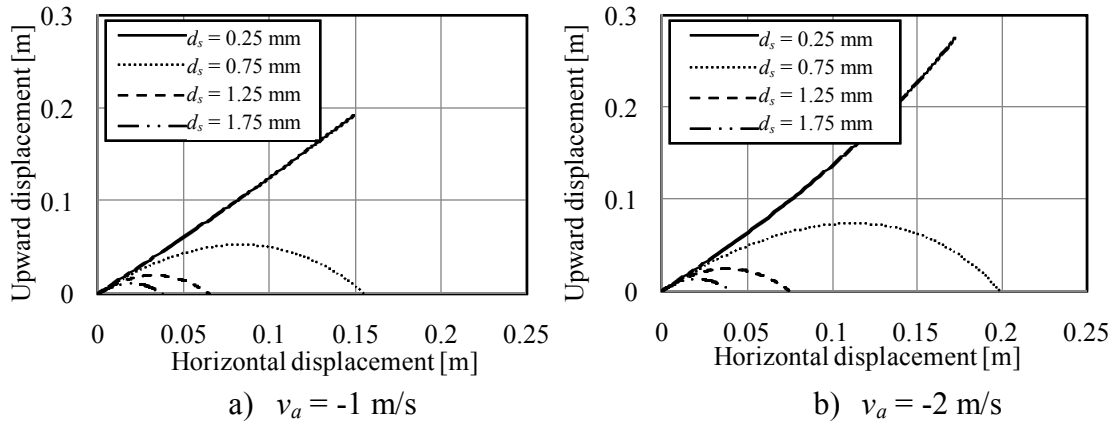 0.3
0.2
0.1
0
Upward displacement [m]
d_s = 0.25 mm
d_s = 0.75 mm
d_s = 1.25 mm
d_s = 1.75 mm
0 0.05 0.1 0.15 0.2 0.25
Horizontal displacement [m]
a) v_a = -1 m/s
0.3
0.2
0.1
0
Upward displacement [m]
d_s = 0.25 mm
d_s = 0.75 mm
d_s = 1.25 mm
d_s = 1.75 mm
0 0.05 0.1 0.15 0.2 0.25
Horizontal displacement [m]
b) v_a = -2 m/s